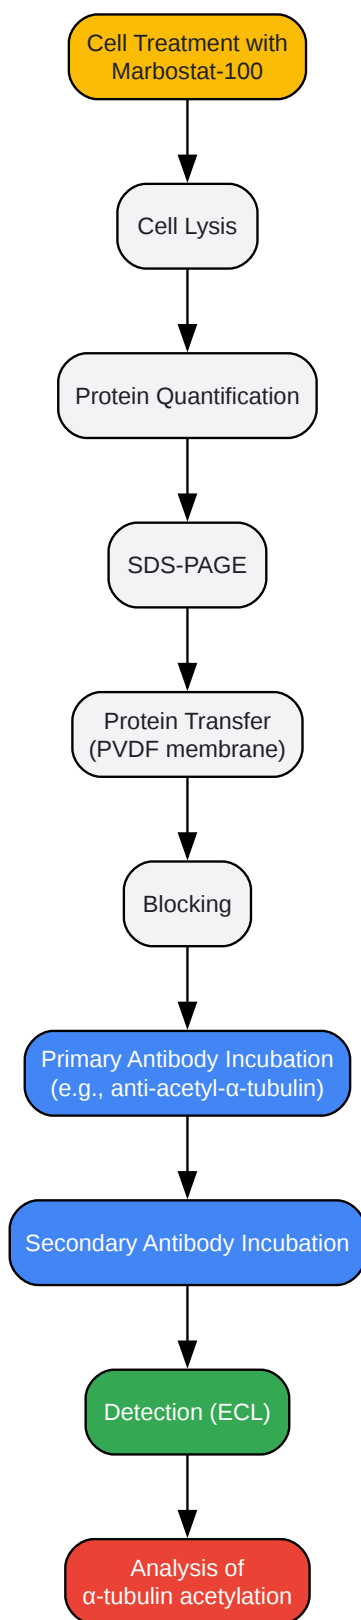 Cell Treatment with
Marbostat-100
Cell Lysis
Protein Quantification
SDS-PAGE
Protein Transfer
(PVDF membrane)
Blocking
Primary Antibody Incubation
(e.g., anti-acetyl-α-tubulin)
Secondary Antibody Incubation
Detection (ECL)
Analysis of
α-tubulin acetylation